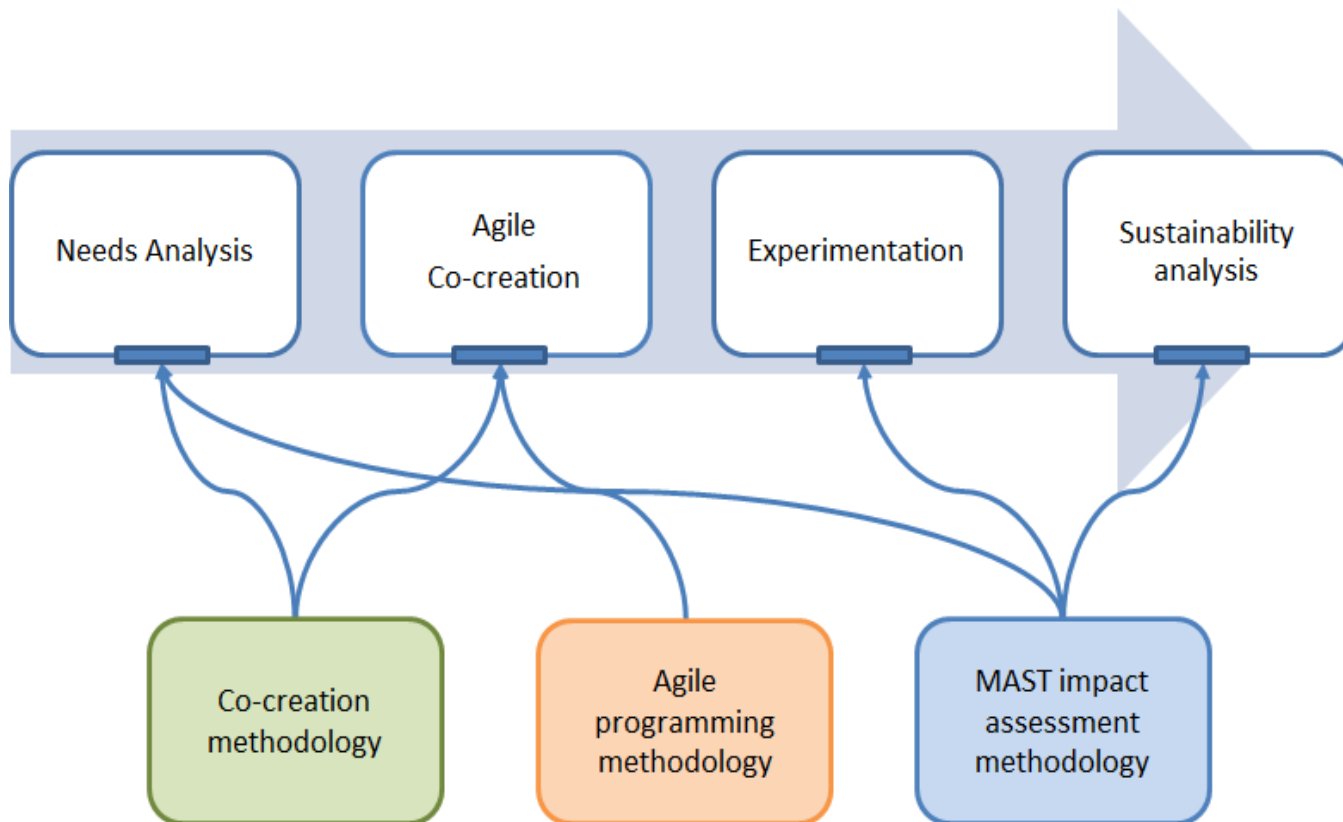 Needs Analysis
Agile
Co-creation
Experimentation
Sustainability
analysis
Co-creation
methodology
Agile
programming
methodology
MAST impact
assessment
methodology